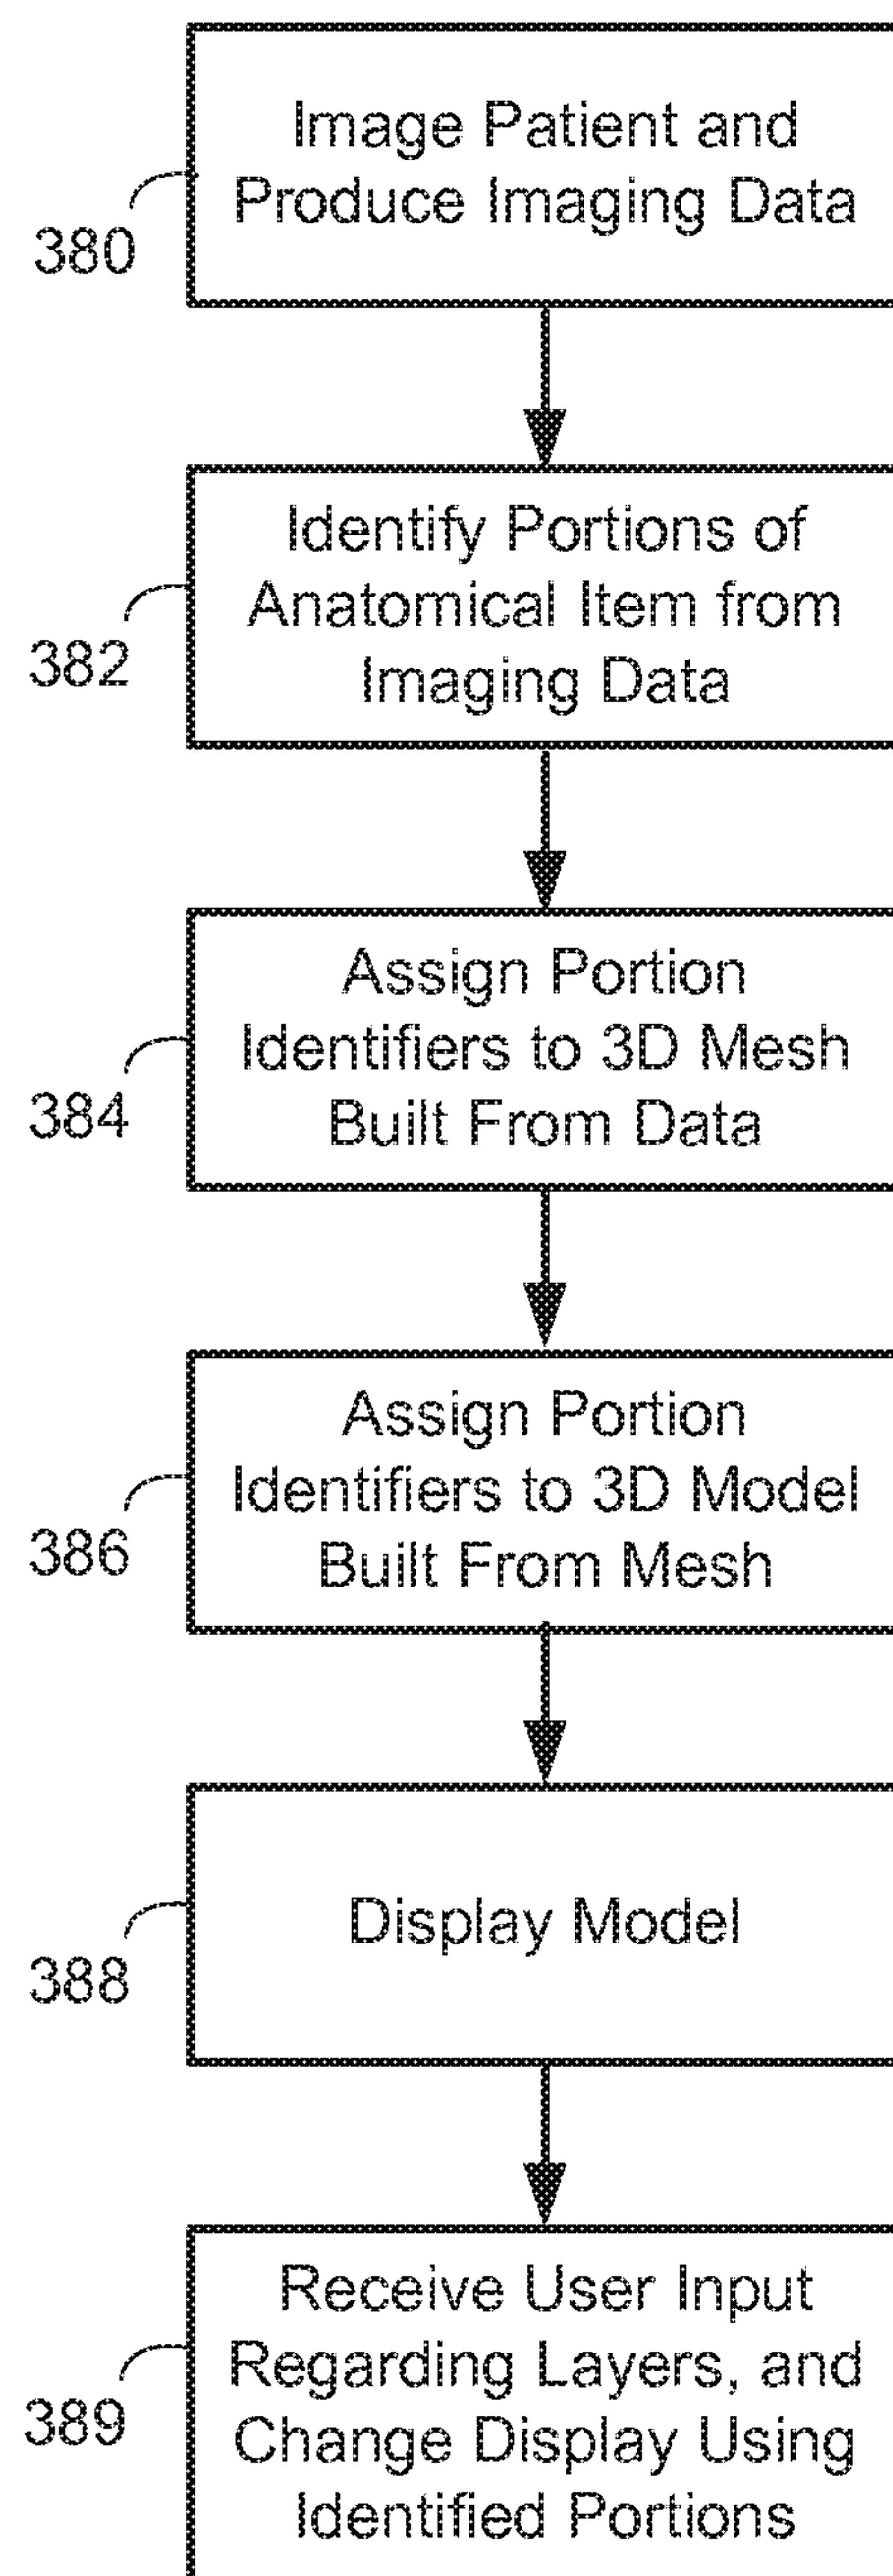 Image Patient and
Produce Imaging Data
380
Identify Portions of
Anatomical Item from
Imaging Data
382
Assign Portion
Identifiers to 3D Mesh
Built From Data
384
Assign Portion
Identifiers to 3D Model
Built From Mesh
386
Display Model
388
Receive User Input
Regarding Layers, and
Change Display Using
Identified Portions
389